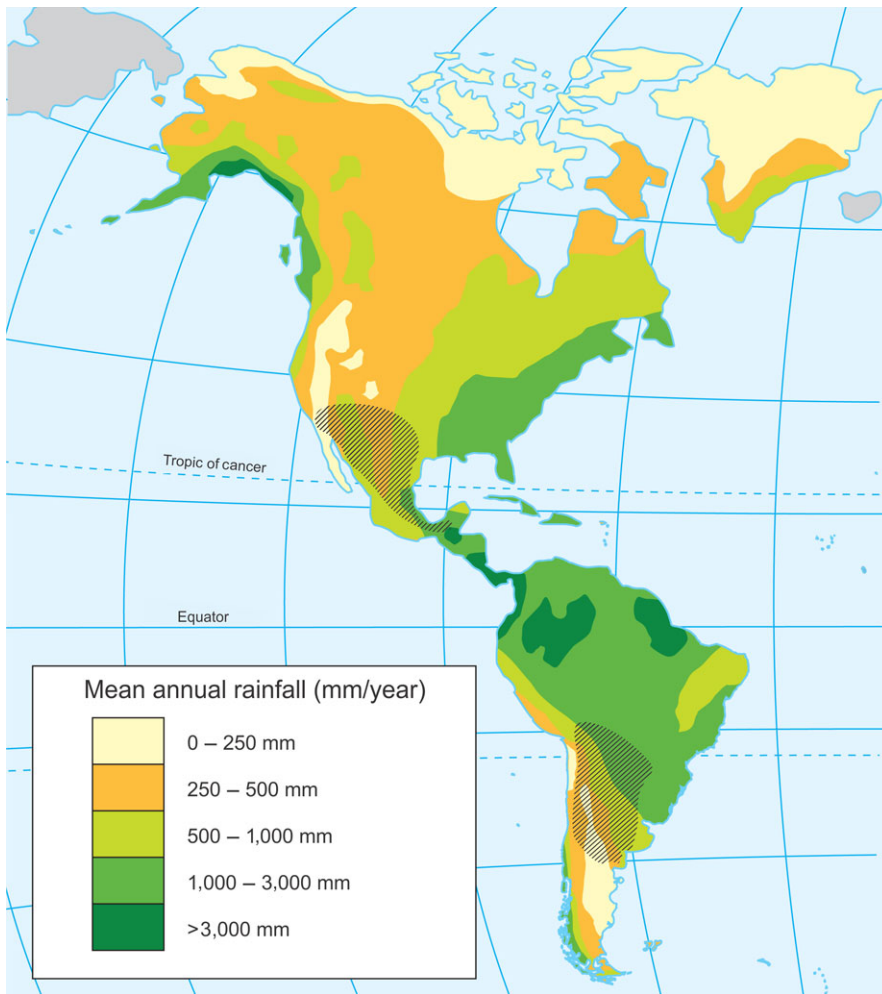 Tropic of cancer
Equator
Mean annual rainfall (mm/year)
0 – 250 mm
250 – 500 mm
500 – 1,000 mm
1,000 – 3,000 mm
>3,000 mm